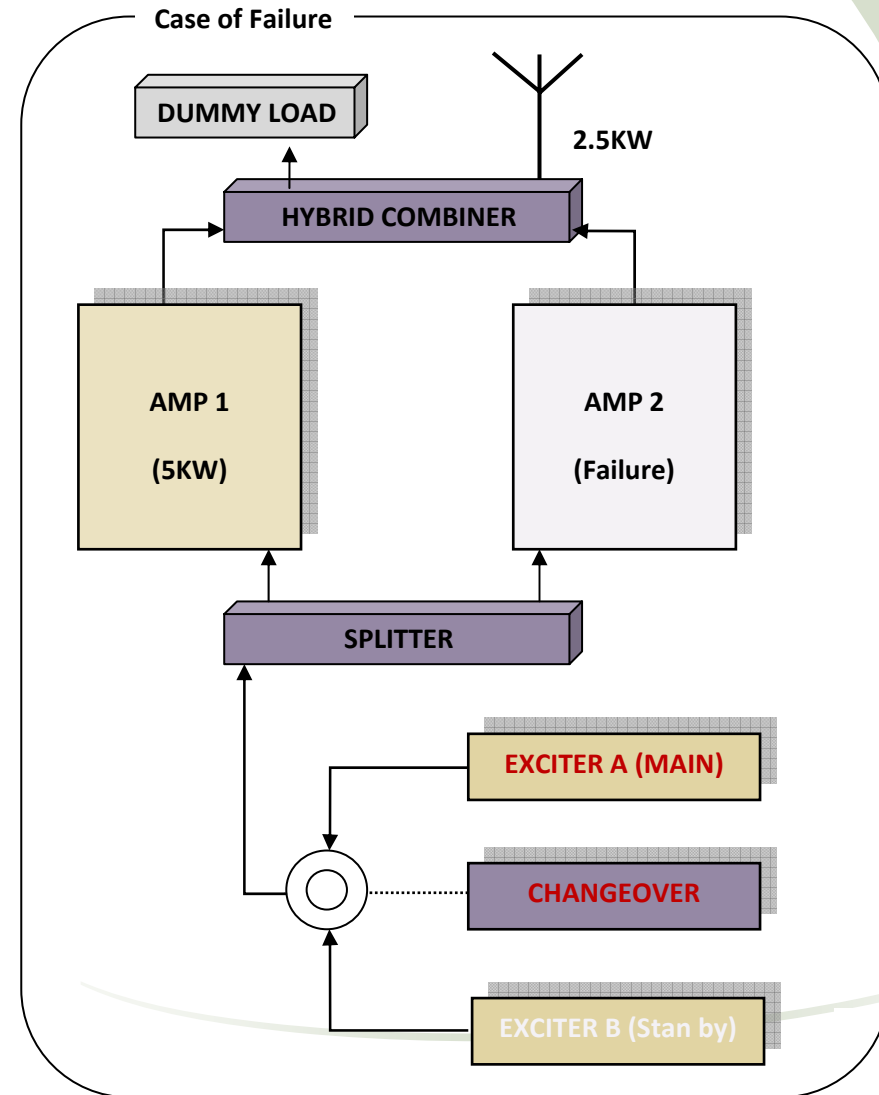 Case of Failure
DUMMY LOAD
2.5KW
HYBRID COMBINER
AMP 1
(5KW)
AMP 2
(Failure)
SPLITTER
EXCITER A (MAIN)
CHANGEOVER
EXCITER B (Stan by)